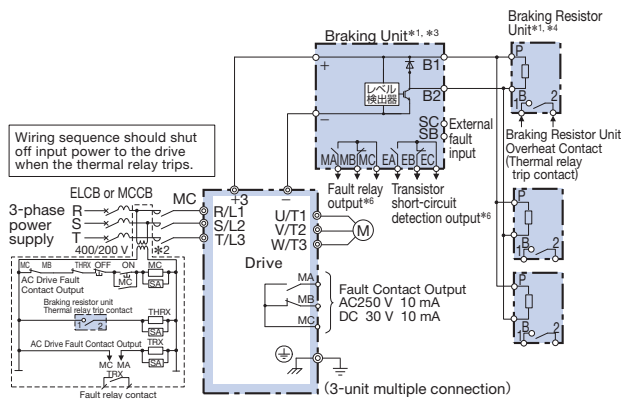 Braking Resistor
Unit*1, *4
Braking Unit*1, *3
P
B
1 2
+
B1
レベル
検出器
B2
−
SC
SB
External
fault
input
MA MB MC EA EB EC
Fault relay
output*6
Transistor
short-circuit
detection output*6
Braking Resistor Unit
Overheat Contact
(Thermal relay
trip contact)
P
B
1 2
P
B
1 2
Wiring sequence should shut
off input power to the drive
when the thermal relay trips.
ELCB or MCCB
MC
3-phase
power
supply
R
S
T
400/200 V
*2
+3
−
R/L1
S/L2
T/L3
U/T1
V/T2
W/T3
M
Drive
MA
MB
MC
Fault Contact Output
AC250 V 10 mA
DC 30 V 10 mA
(3-unit multiple connection)
MC MB THRX OFF ON MC
MC
SA
AC Drive Fault
Contact Output
Braking resistor unit
Thermal relay trip contact
THRX
1 2
SA
AC Drive Fault Contact Output
TRX
SA
MC MA
TRX
Fault relay contact